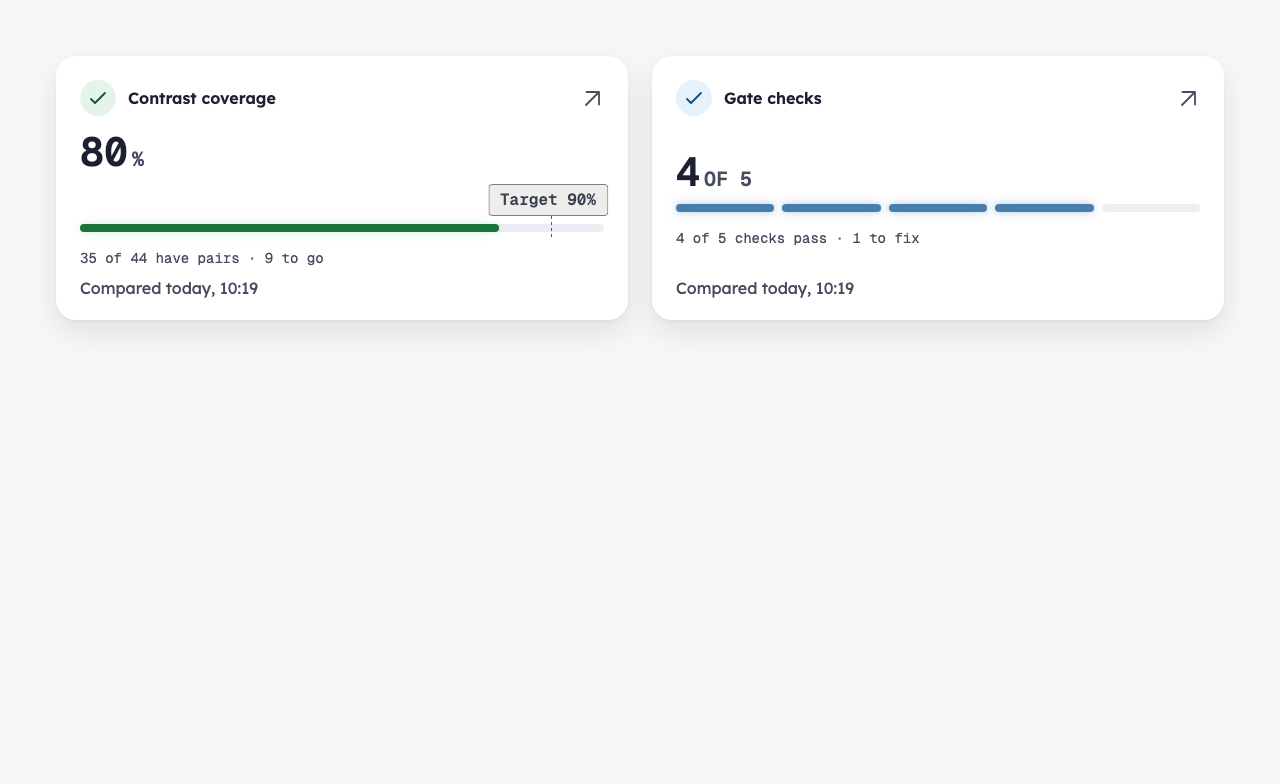 Contrast coverage
80%
Target 90%
35 of 44 have pairs · 9 to go
Compared today, 10:19
Gate checks
4 OF 5
4 of 5 checks pass · 1 to fix
Compared today, 10:19